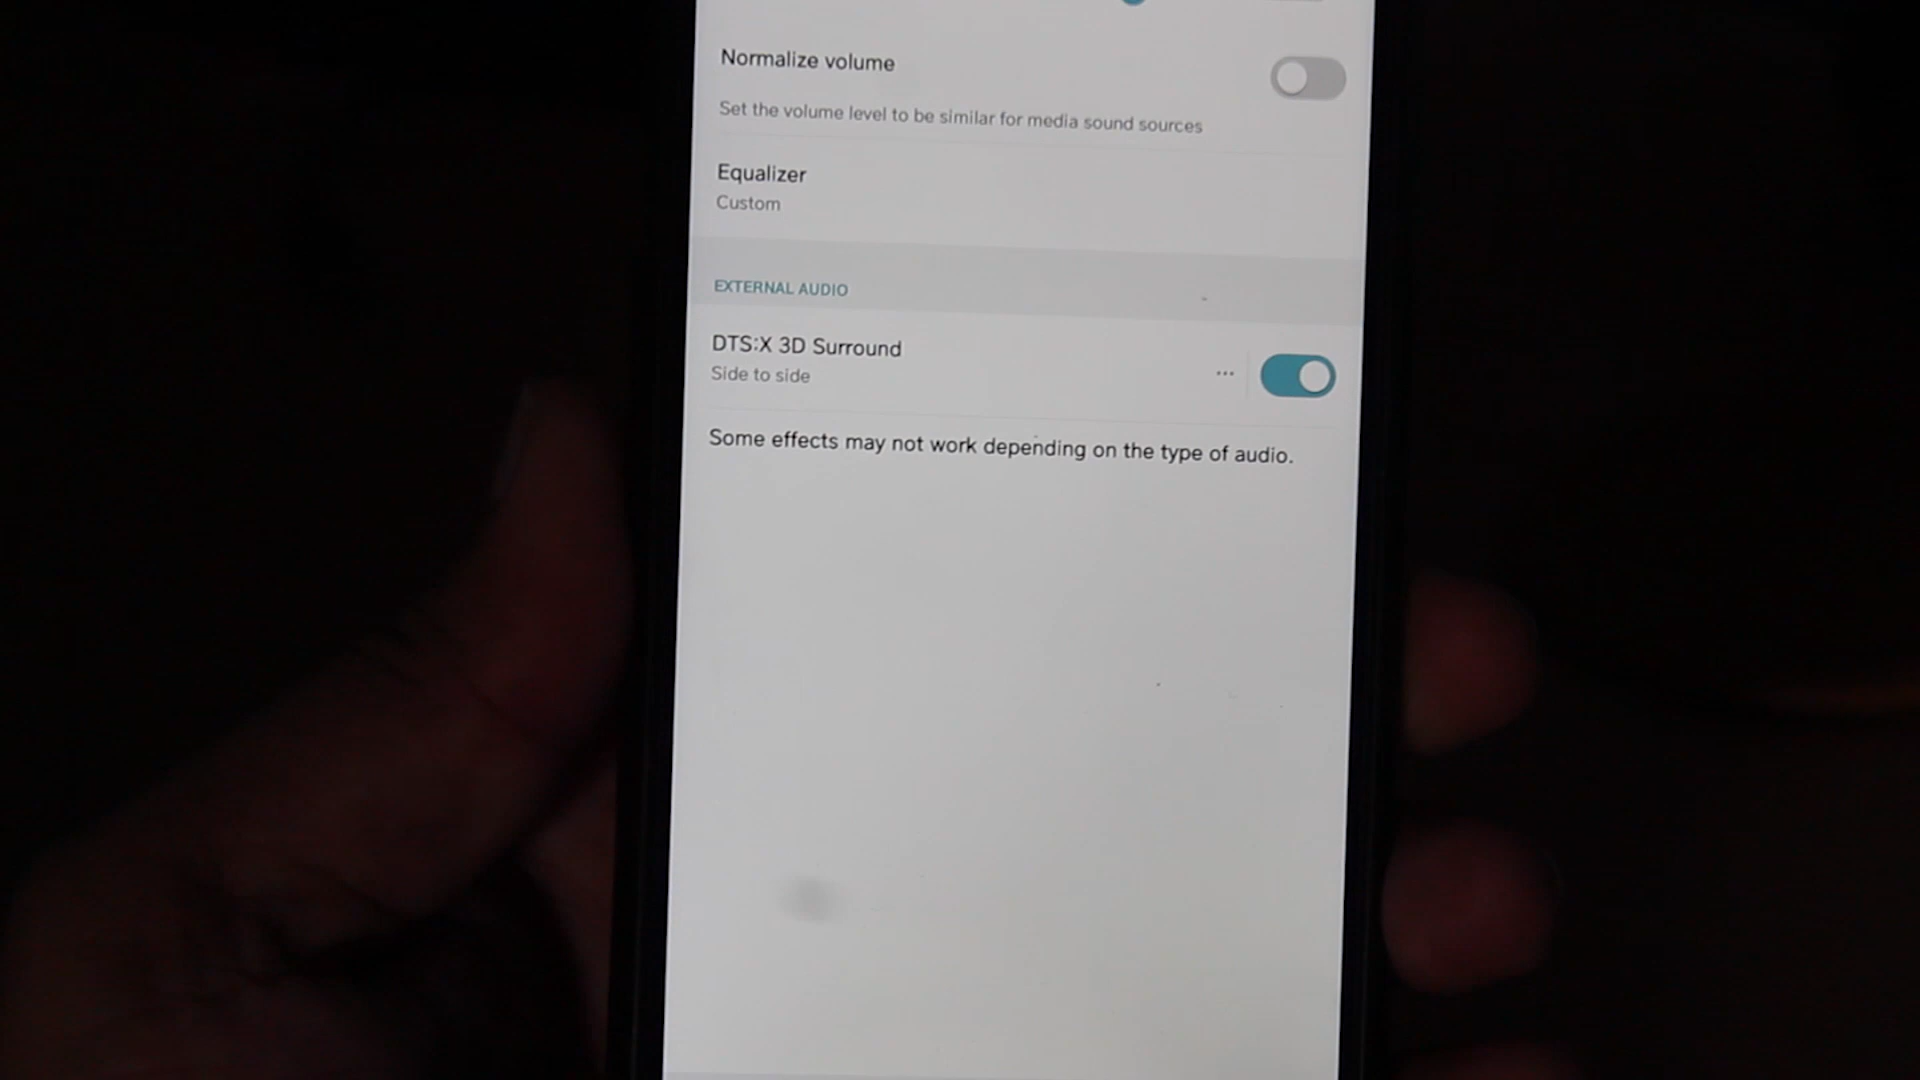 Normalize volume
Set the volume level to be similar for media sound sources
Equalizer
Custom
EXTERNAL AUDIO
DTS:X 3D Surround
Side to side
...
Some effects may not work depending on the type of audio.